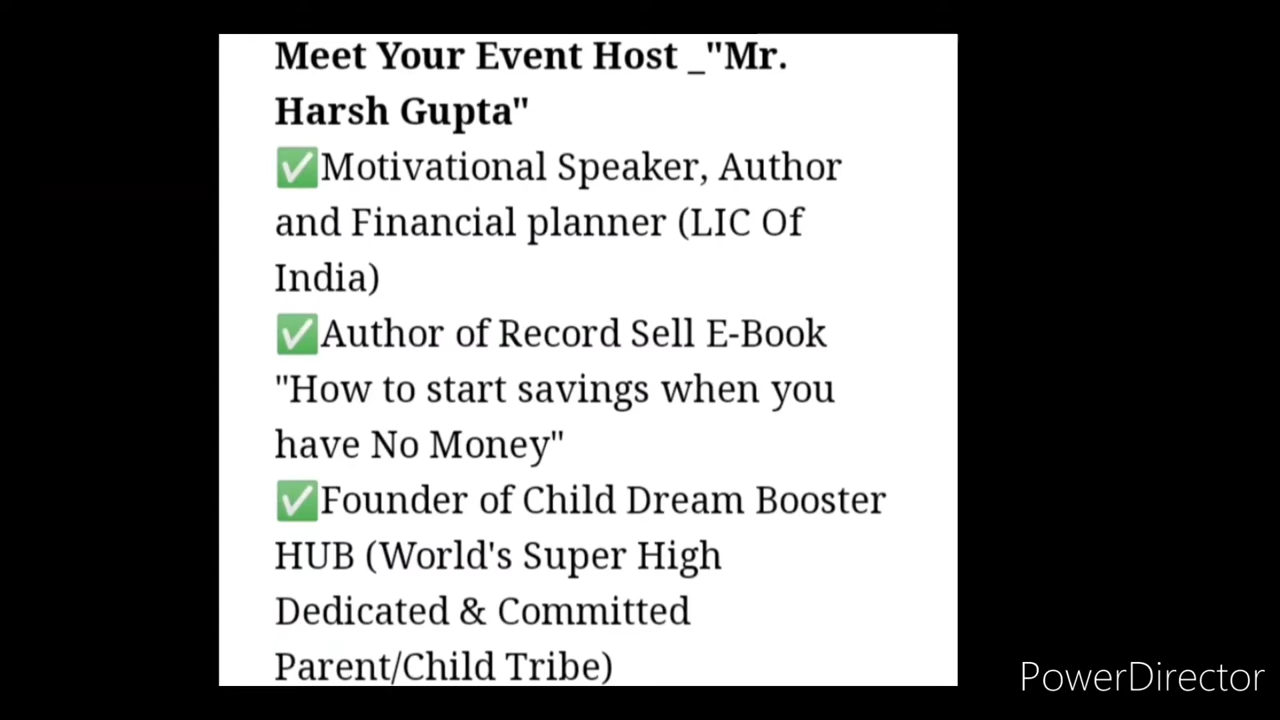 Meet Your Event Host _"Mr.
Harsh Gupta"
✅Motivational Speaker, Author
and Financial planner (LIC Of
India)
✅Author of Record Sell E-Book
"How to start savings when you
have No Money"
✅Founder of Child Dream Booster
HUB (World's Super High
Dedicated & Committed
Parent/Child Tribe)
PowerDirector